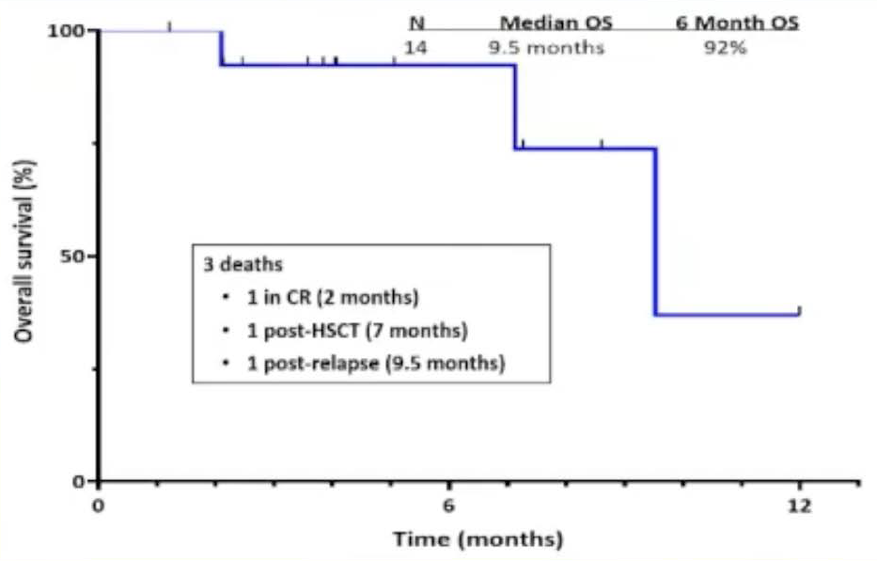 N Median OS 6 Month OS
14 9.5 months 92%
100
50
0
Overall survival (%)
3 deaths
• 1 in CR (2 months)
• 1 post-HSCT (7 months)
• 1 post-relapse (9.5 months)
0 6 12
Time (months)